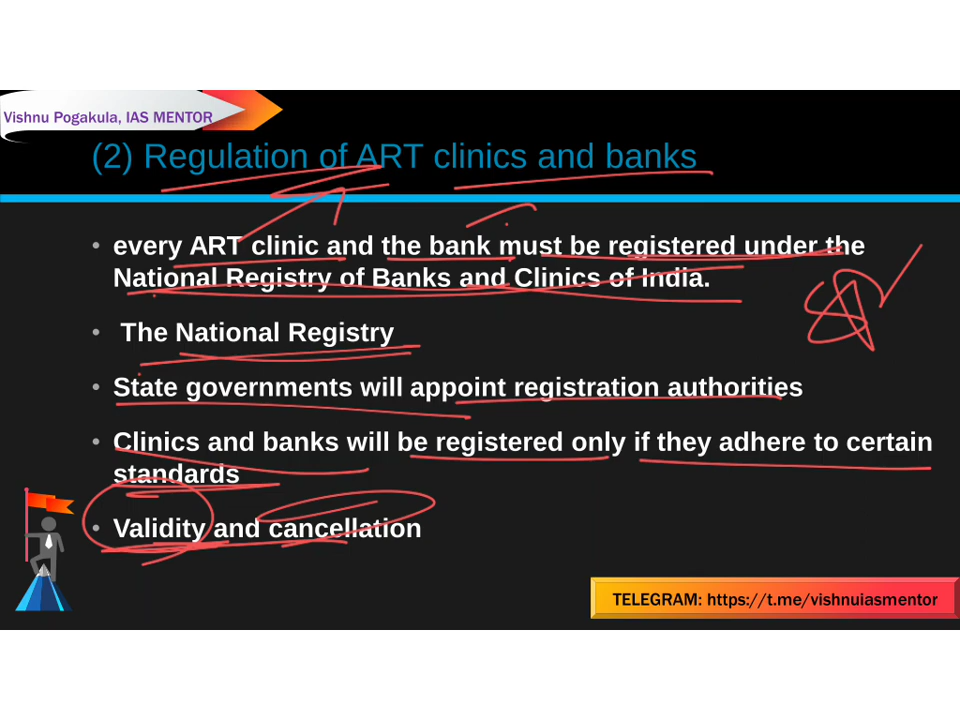 Vishnu Pogakula, IAS MENTOR
(2) Regulation of ART clinics and banks
• every ART clinic and the bank must be registered under the
National Registry of Banks and Clinics of India.
• The National Registry
• State governments will appoint registration authorities
• Clinics and banks will be registered only if they adhere to certain
standards
• Validity and cancellation
TELEGRAM: https://t.me/vishnuiasmentor